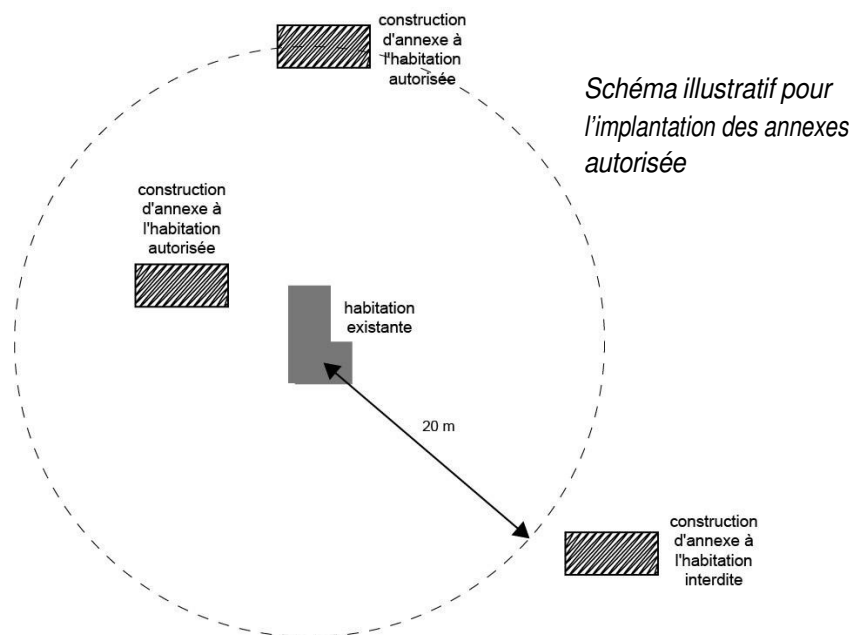 construction
d'annexe à
l'habitation
autorisée
Schéma illustratif pour
l'implantation des annexes
autorisée
construction
d'annexe à
l'habitation
autorisée
habitation
existante
20 m
construction
d'annexe à
l'habitation
interdite